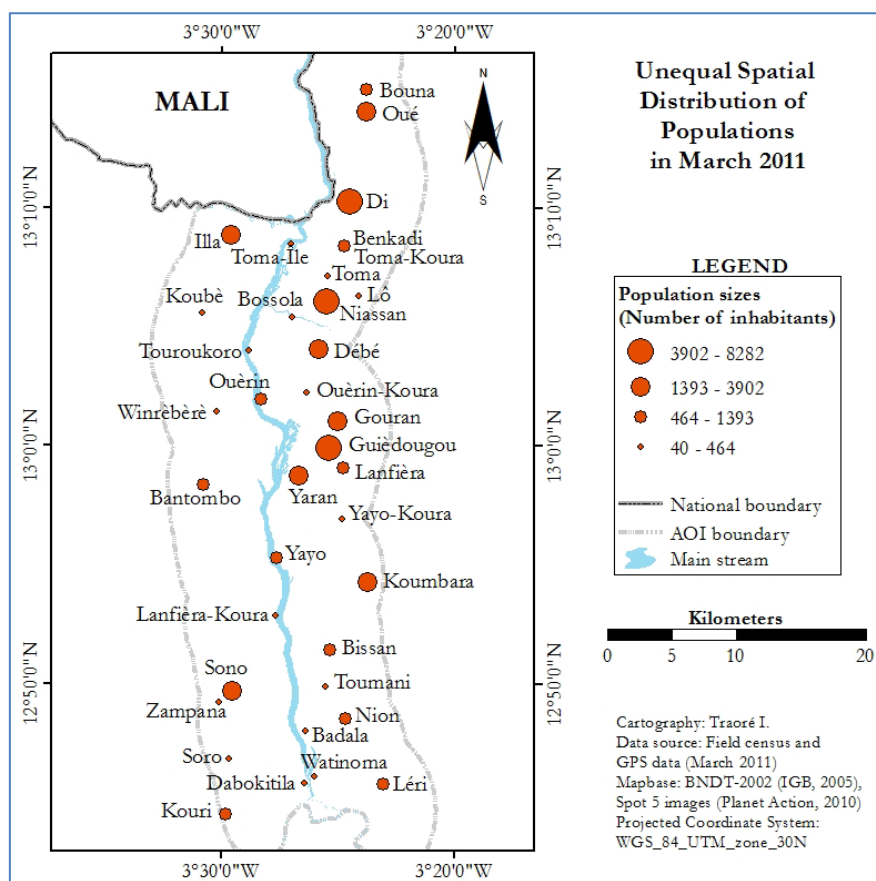 3°30'0"W
3°20'0"W
MALI
Bouna
Oué
Di
Illa
Toma-Ile
Benkadi
Toma-Koura
Toma
Koubè
Bossola
Lô
Niassan
Touroukoro
Débé
Ouèrin
Ouèrin-Koura
Winrèbèrè
Gouran
Guiédougou
Lanfièra
Bantombo
Yaran
Yayo-Koura
Yayo
Koumbara
Lanfièra-Koura
Bissan
Sono
Toumani
Zampana
Nion
Badala
Soro
Watinoma
Dabokitila
Léri
Kouri
13°10'0"N
13°0'0"N
12°50'0"N
13°10'0"N
13°0'0"N
12°50'0"N
3°30'0"W
3°20'0"W
N
S
Unequal Spatial
Distribution of
Populations
in March 2011
LEGEND
Population sizes
(Number of inhabitants)
3902 - 8282
1393 - 3902
464 - 1393
40 - 464
National boundary
AOI boundary
Main stream
Kilometers
0 5 10 20
Cartography: Traoré I.
Data source: Field census and
GPS data (March 2011)
Mapbase: BNDT-2002 (IGB, 2005),
Spot 5 images (Planet Action, 2010)
Projected Coordinate System:
WGS_84_UTM_zone_30N